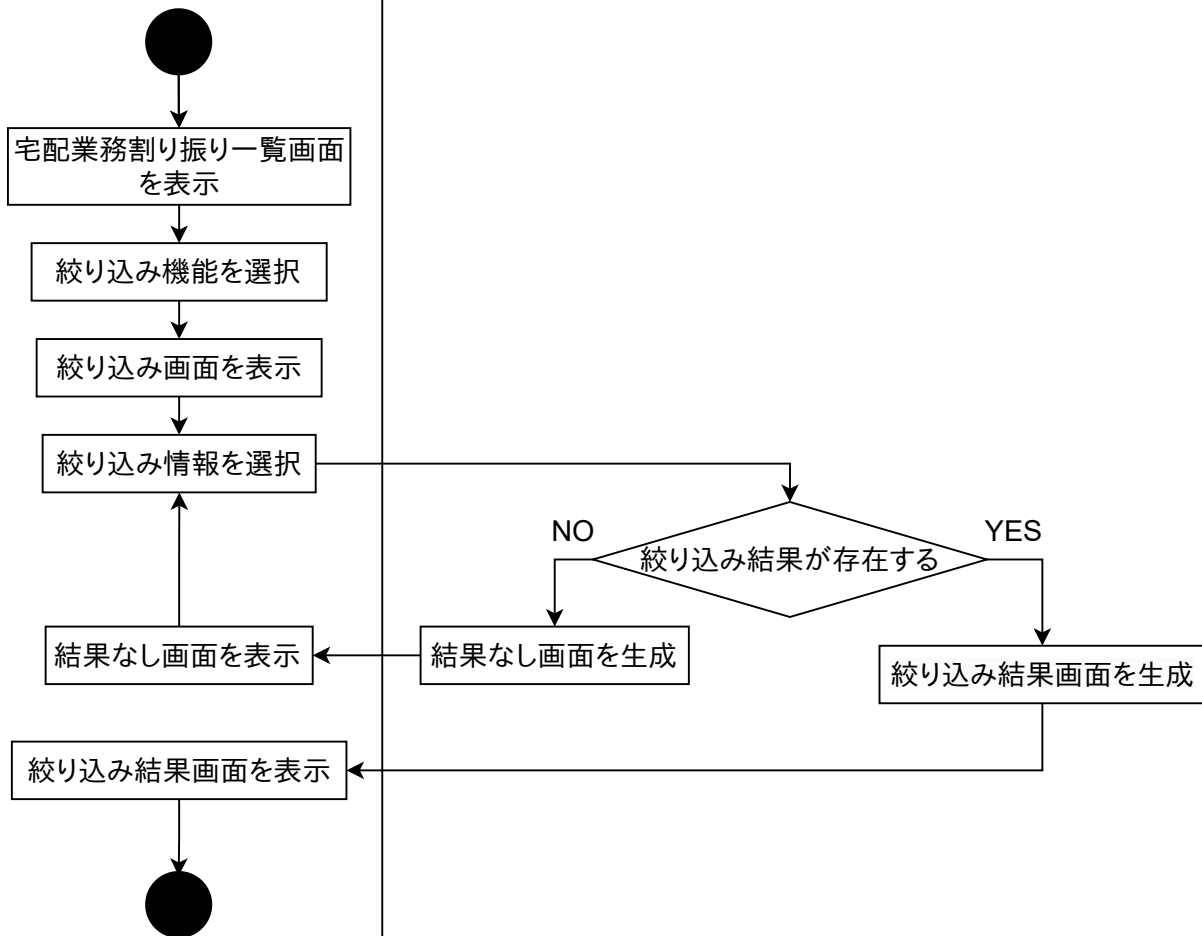 宅配業務割り振り一覧画面
を表示
絞り込み機能を選択
絞り込み画面を表示
絞り込み情報を選択
NO
YES
絞り込み結果が存在する
結果なし画面を表示
結果なし画面を生成
絞り込み結果画面を生成
絞り込み結果画面を表示